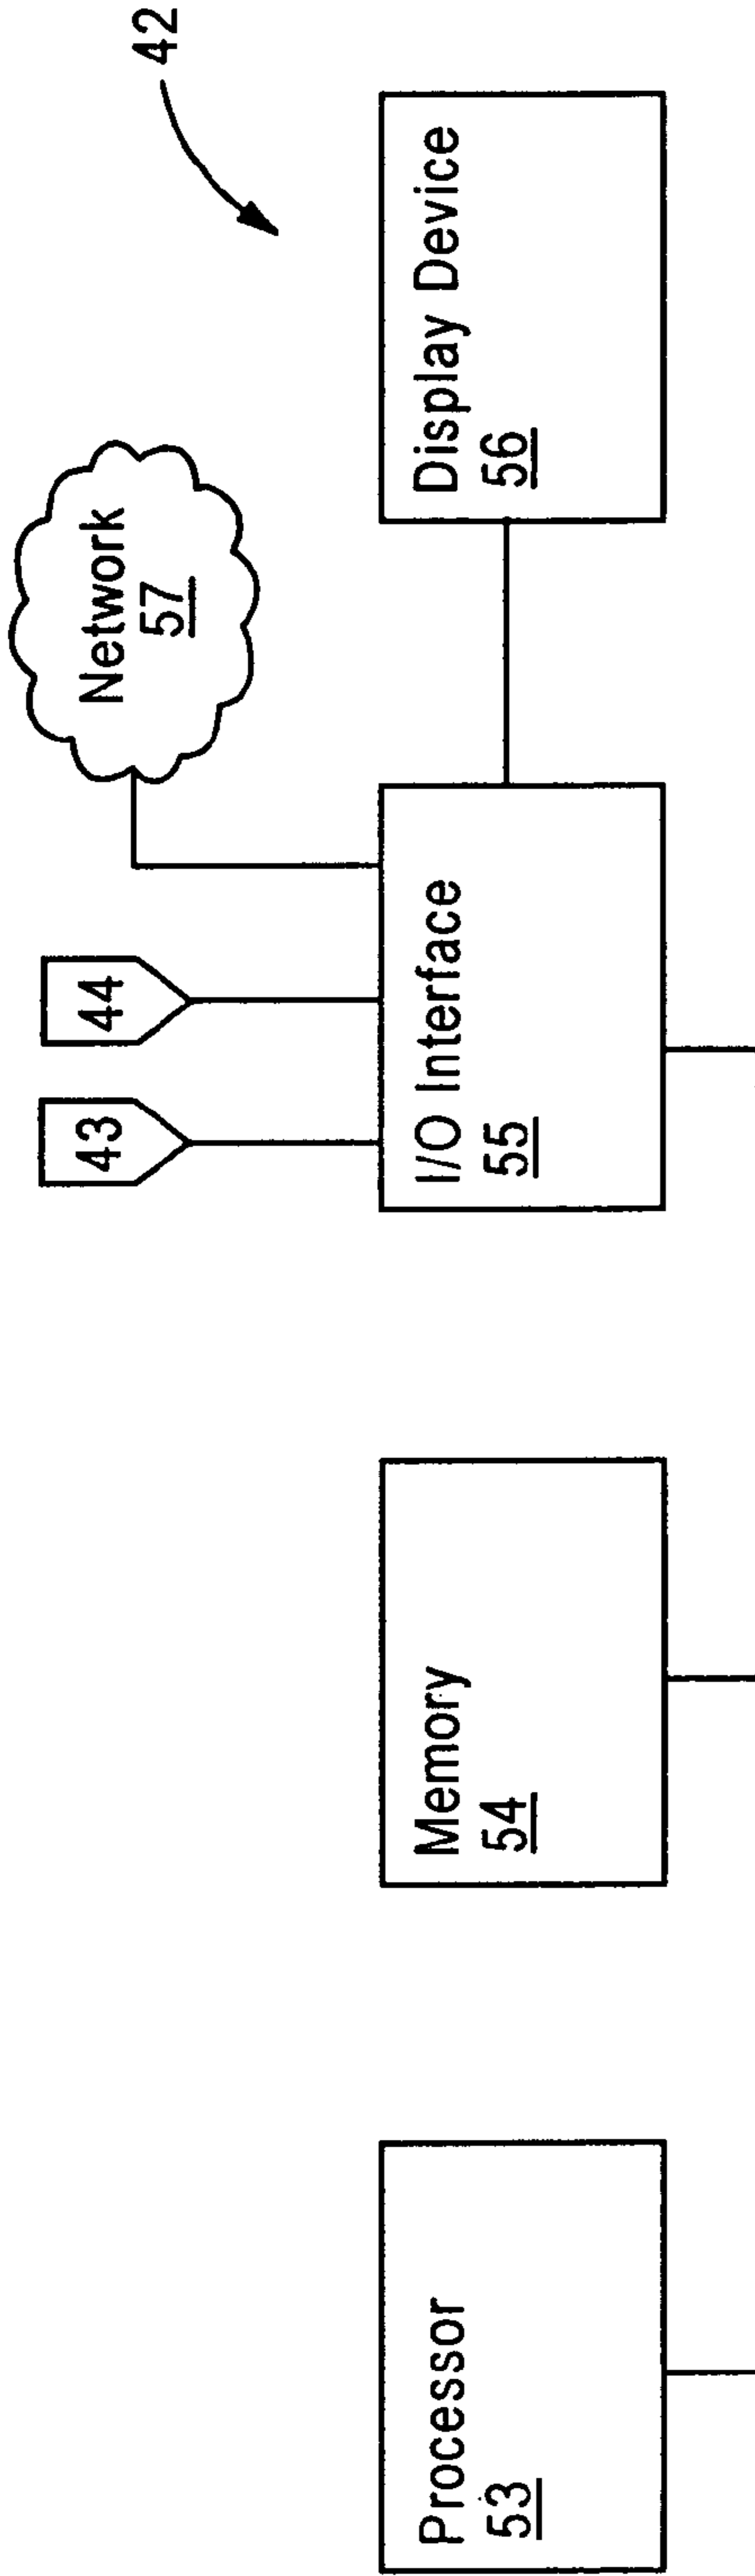 42
Network
57
43
44
Processor
53
Memory
54
I/O Interface
55
Display Device
56